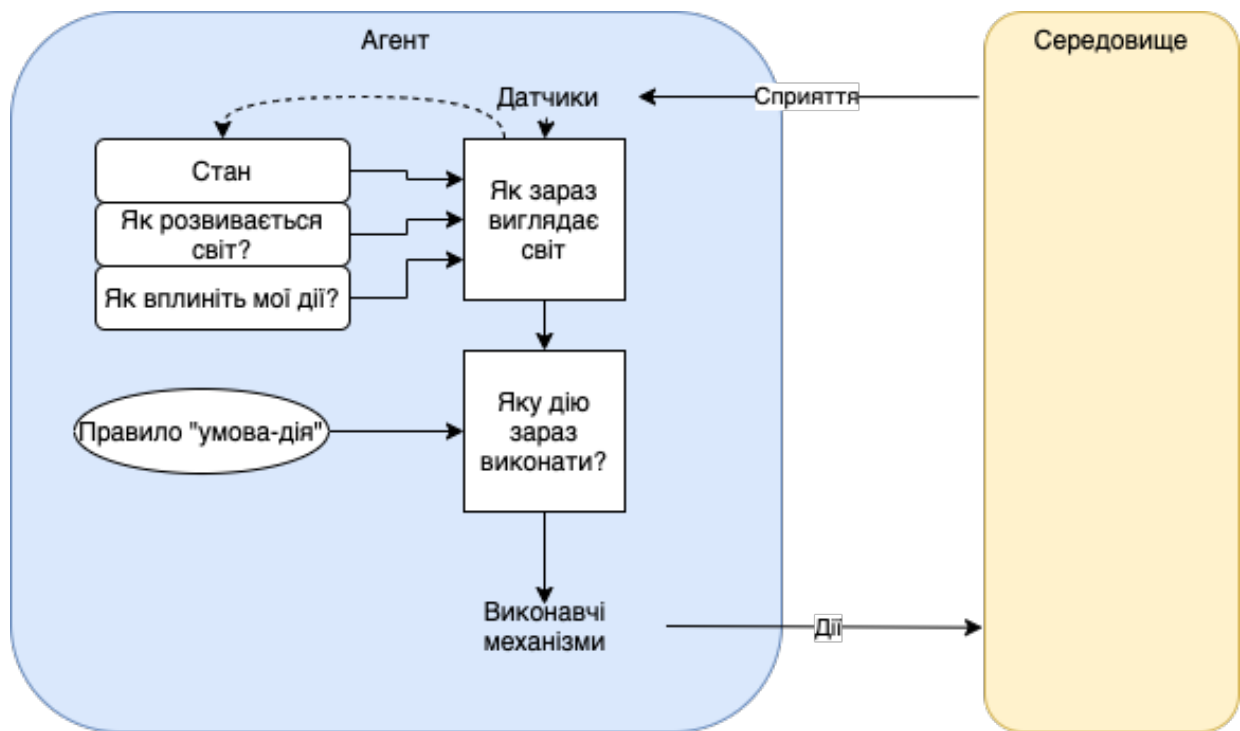 Агент
Середовище
Датчики
Сприяття
Стан
Як розвивається
світ?
Як вплиніть мої дії?
Як зараз
виглядає
світ
Правило "умова-дія"
Яку дію
зараз
виконати?
Виконавчі
механізми
Дії